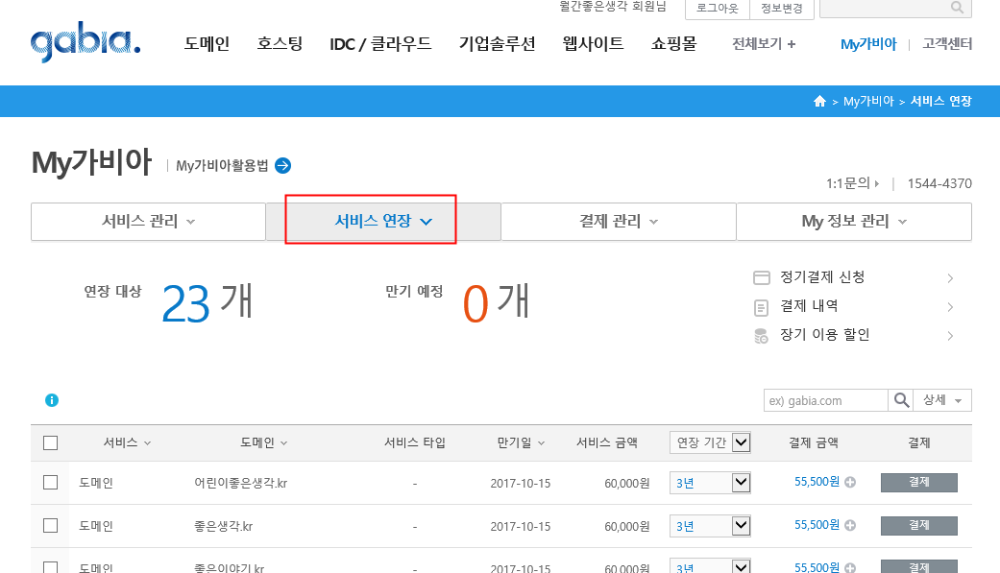 월간좋은생각 회원님 로그아웃 정보변경
gabia. 도메인 호스팅 IDC / 클라우드 기업솔루션 웹사이트 쇼핑몰 전체보기 + My가비아 | 고객센터
> My가비아 > 서비스 연장
My가비아 | My가비아활용법
1:1문의 | 1544-4370
서비스 관리 서비스 연장 결제 관리 My 정보 관리
연장 대상 23 개 만기 예정 0 개
정기결제 신청
결제 내역
장기 이용 할인
ex) gabia.com 상세
서비스 도메인 서비스 타입 만기일 서비스 금액 연장 기간 결제 금액 결제
도메인 어린이좋은생각.kr - 2017-10-15 60,000원 3년 55,500원 결제
도메인 좋은생각.kr - 2017-10-15 60,000원 3년 55,500원 결제
도메인 좋은이야기.kr - 2017-10-15 60,000원 3년 55,500원 결제